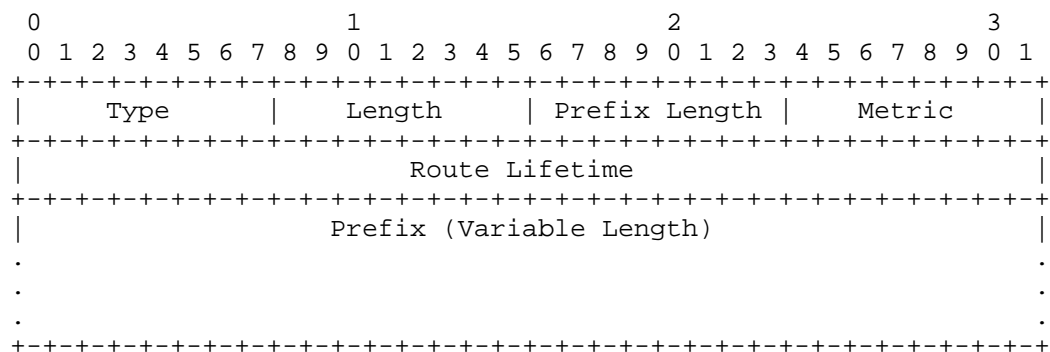 0                   1                   2                   3
 0 1 2 3 4 5 6 7 8 9 0 1 2 3 4 5 6 7 8 9 0 1 2 3 4 5 6 7 8 9 0 1
+-+-+-+-+-+-+-+-+-+-+-+-+-+-+-+-+-+-+-+-+-+-+-+-+-+-+-+-+-+-+-+-+
|     Type      |    Length     | Prefix Length |    Metric     |
+-+-+-+-+-+-+-+-+-+-+-+-+-+-+-+-+-+-+-+-+-+-+-+-+-+-+-+-+-+-+-+-+
|                        Route Lifetime                         |
+-+-+-+-+-+-+-+-+-+-+-+-+-+-+-+-+-+-+-+-+-+-+-+-+-+-+-+-+-+-+-+-+
|                   Prefix (Variable Length)                    |
.                                                               .
.                                                               .
.                                                               .
+-+-+-+-+-+-+-+-+-+-+-+-+-+-+-+-+-+-+-+-+-+-+-+-+-+-+-+-+-+-+-+-+